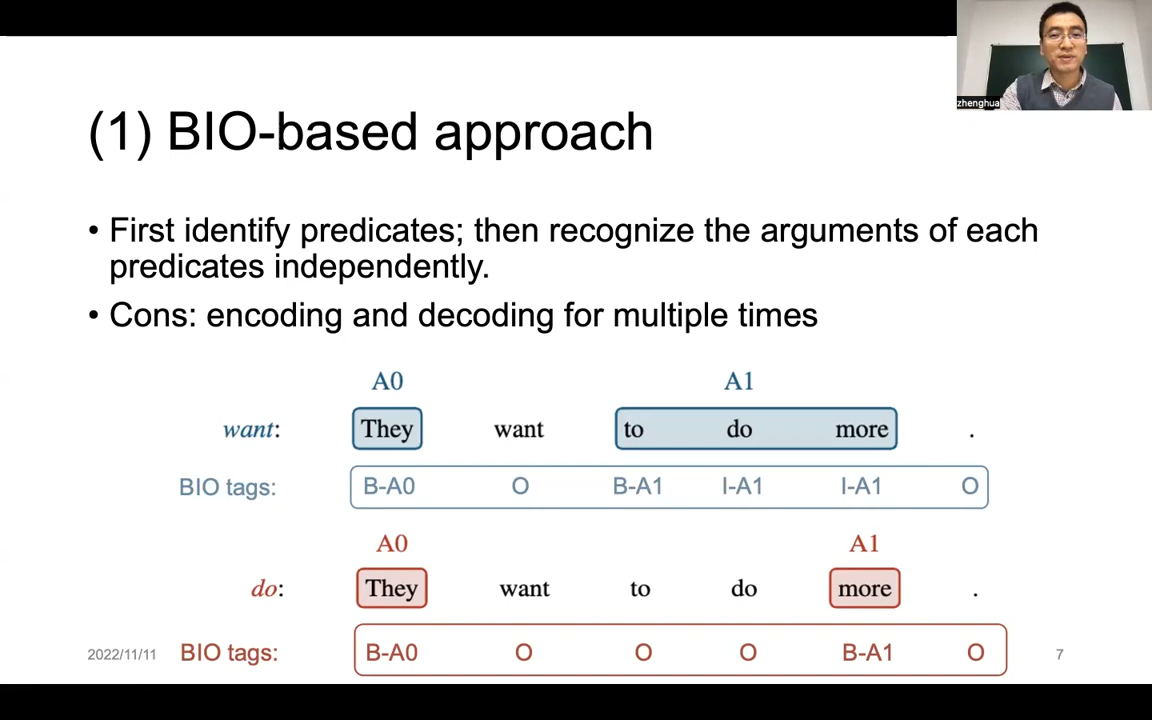 zhenghua
(1) BIO-based approach
• First identify predicates; then recognize the arguments of each
predicates independently.
• Cons: encoding and decoding for multiple times
A0 A1
want: They want to do more .
BIO tags: B-A0 O B-A1 I-A1 I-A1 O
A0 A1
do: They want to do more .
BIO tags: B-A0 O O O B-A1 O
2022/11/11 7